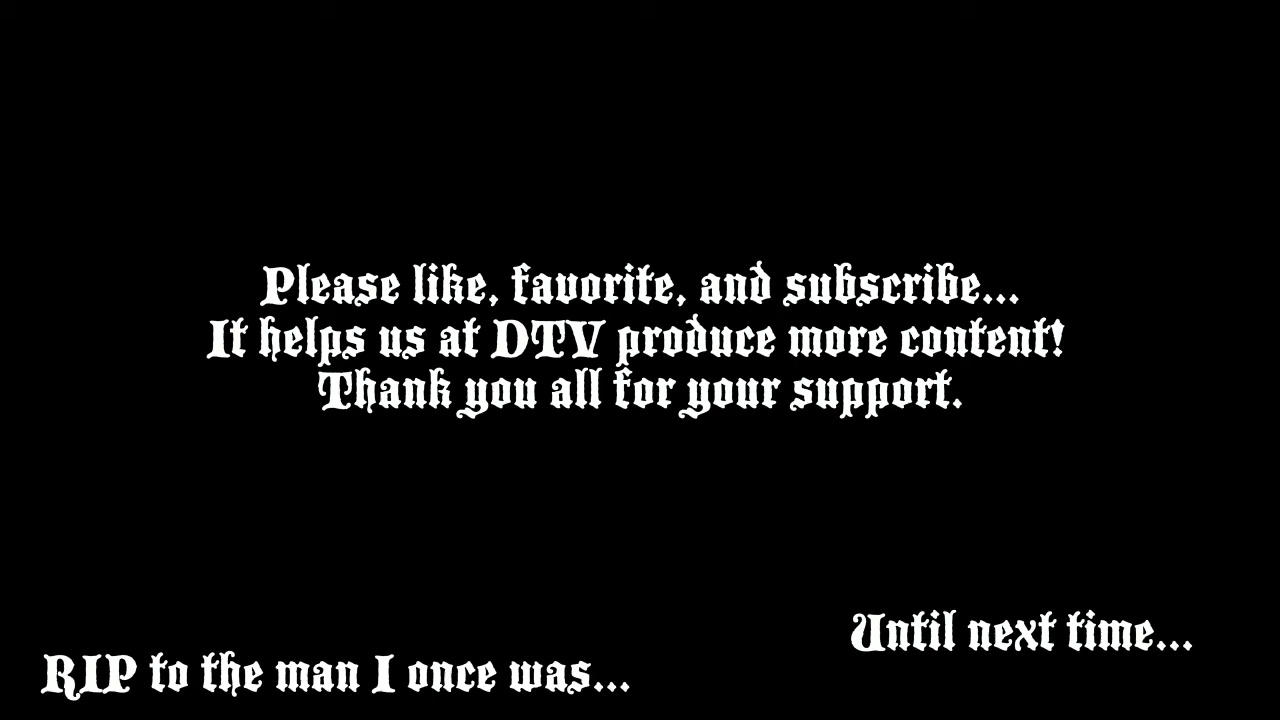 Please like, favorite, and subscribe...
It helps us at DTV produce more content!
Thank you all for your support.
Until next time...
RIP to the man I once was...